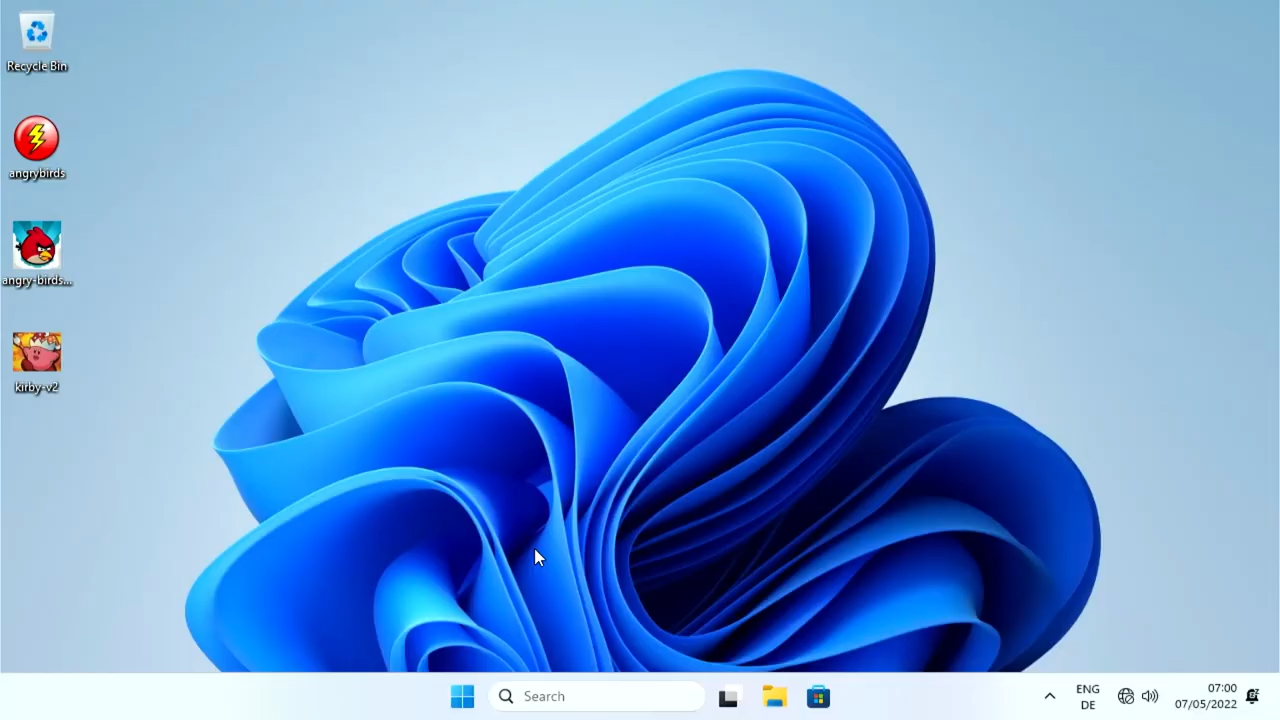 Recycle Bin
angrybirds
angry-birds...
kirby-v2
Search
ENG
DE
07:00
07/05/2022